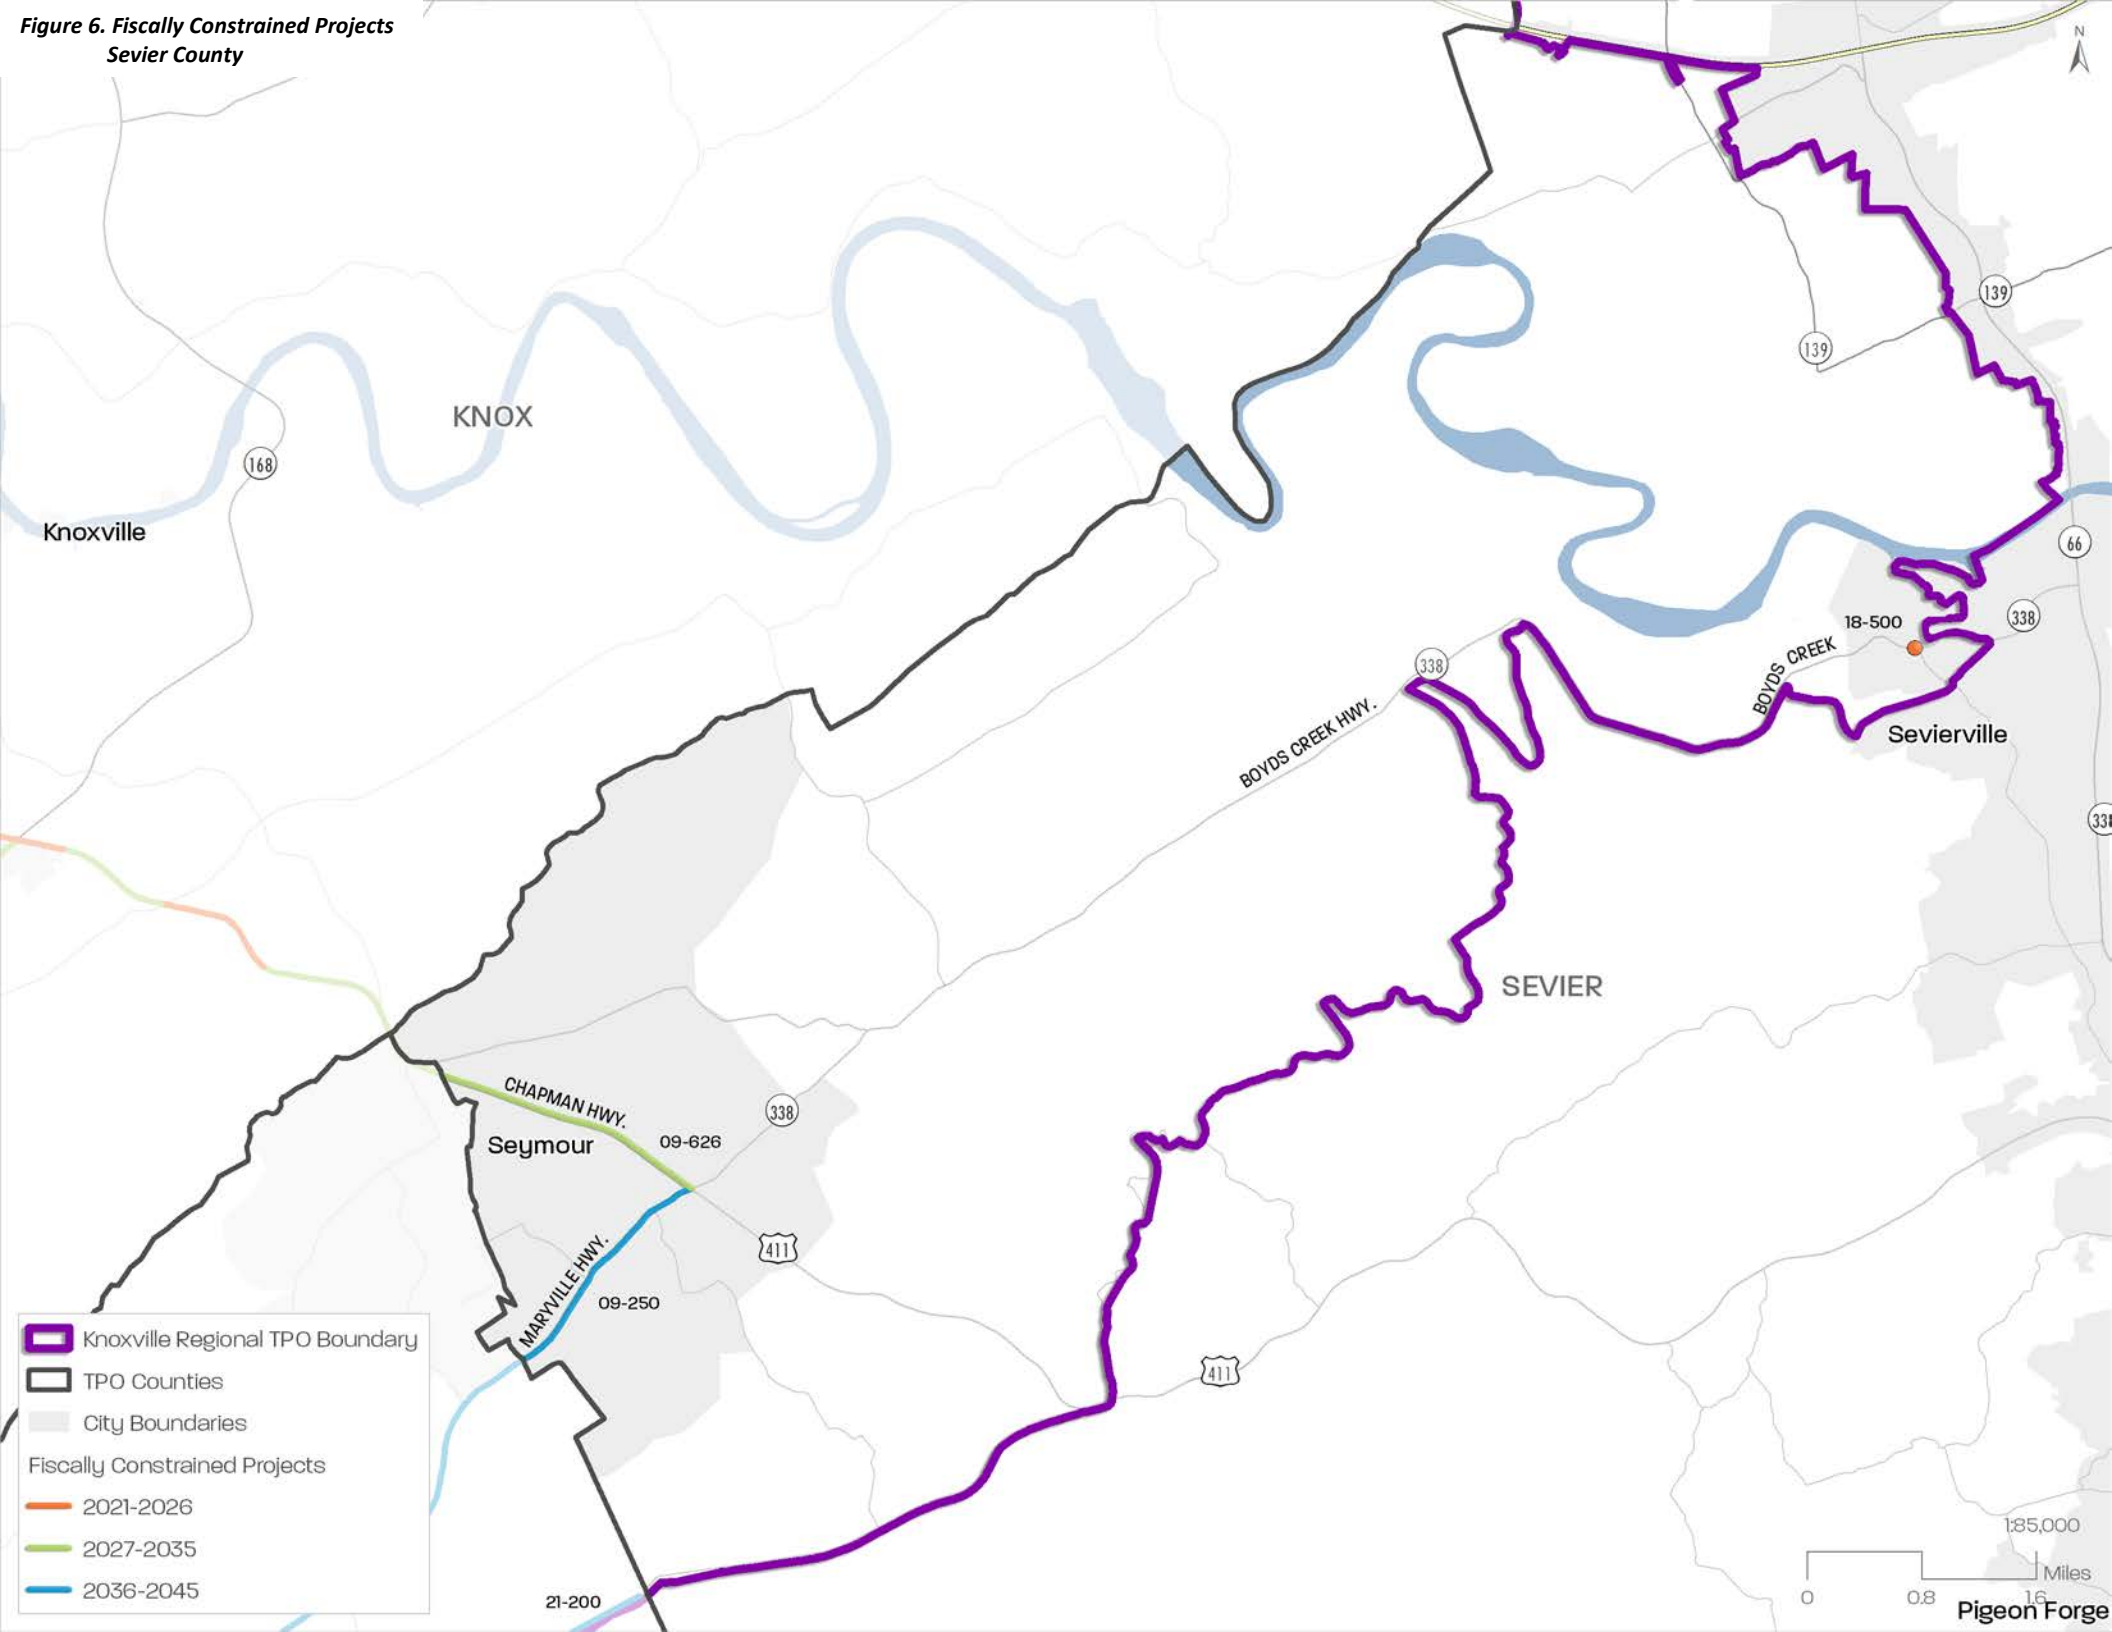 Figure 6. Fiscally Constrained Projects
Sevier County
N
139
139
KNOX
168
Knoxville
66
338
18-500
BOYDS CREEK
338
BOYDS CREEK HWY.
Sevierville
SEVIER
CHAPMAN HWY.
338
Seymour
09-626
411
MARYVILLE HWY.
09-250
411
Knoxville Regional TPO Boundary
TPO Counties
City Boundaries
Fiscally Constrained Projects
2021-2026
2027-2035
2036-2045
21-200
1:85,000
Miles
0
0.8
1.6
Pigeon Forge